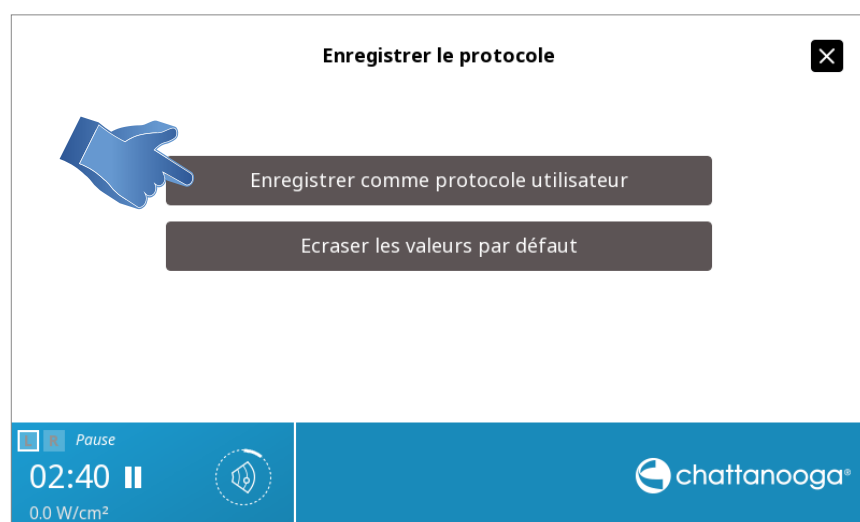 Enregistrer le protocole
Enregistrer comme protocole utilisateur
Ecraser les valeurs par défaut
L R Pause
02:40
0.0 W/cm²
chattanooga®